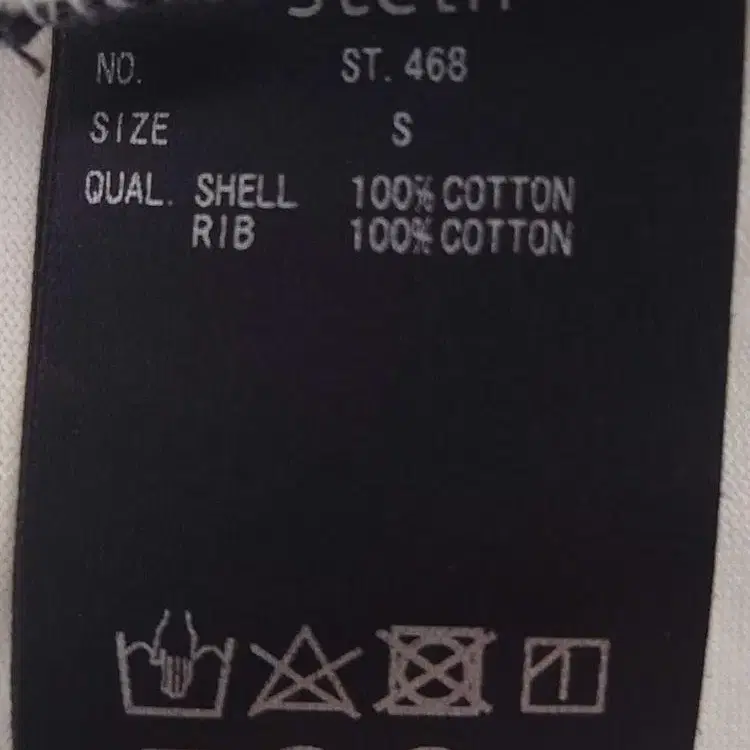 NO. ST. 468
SIZE S
QUAL. SHELL 100% COTTON
RIB 100% COTTON